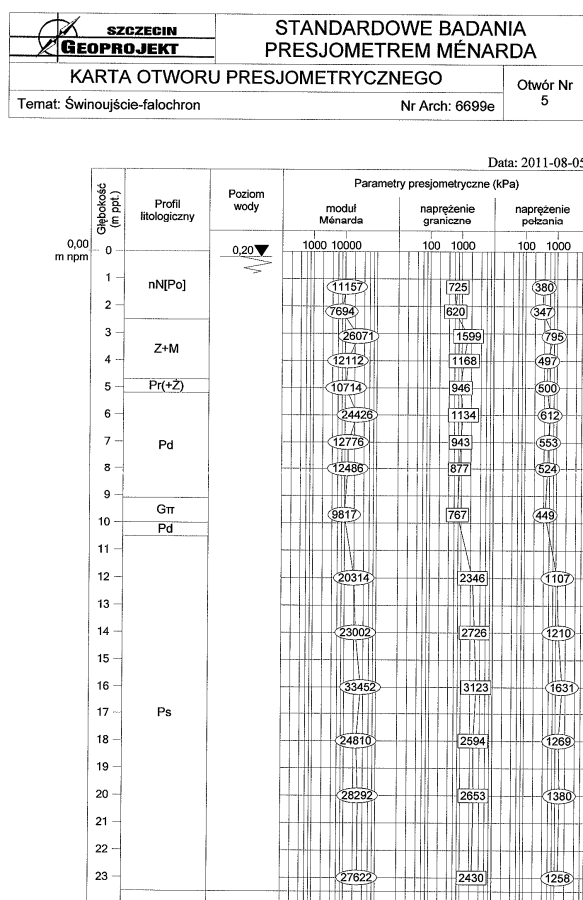 SZCZECIN
GEOPROJEKT
STANDARDOWE BADANIA
PRESJOMETREM MÉNARDA
KARTA OTWORU PRESJOMETRYCZNEGO
Otwór Nr
5
Temat: Świnoujście-falochron
Nr Arch: 6699e
Data: 2011-08-05
Głębokość
(m ppt.)
Profil
litologiczny
Poziom
wody
Parametry presjometryczne (kPa)
moduł
Ménarda
naprężenie
graniczne
naprężenie
pełzania
1000 10000
100 1000
100 1000
0,00
m npm
0
0,20
1
nN[Po]
11157
725
380
2
7694
620
347
3
26071
1599
795
Z+M
4
12112
1168
497
5
Pr(+Ż)
10714
946
500
6
24426
1134
612
7
Pd
12776
943
553
8
12486
877
524
9
Gπ
9817
767
449
10
Pd
11
12
20314
2346
1107
13
14
23002
2726
1210
15
16
33452
3123
1631
17
Ps
18
24810
2594
1269
19
20
28292
2653
1380
21
22
23
27622
2430
1258